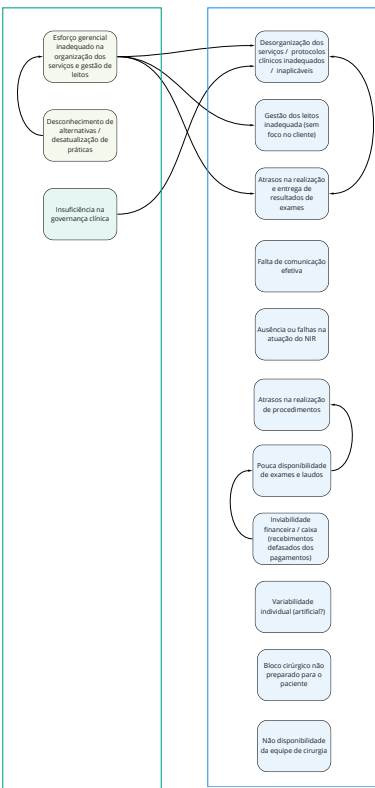 Esforço gerencial
inadequado na
organização dos
serviços e gestão de
leitos
Desconhecimento de
alternativas /
desatualização de
práticas
Insuficiência na
governança clínica
Desorganização dos
serviços / protocolos
clínicos inadequados
/ inaplicáveis
Gestão dos leitos
inadequada (sem
foco no cliente)
Atrasos na realização
e entrega de
resultados de
exames
Falta de comunicação
efetiva
Ausência ou falhas na
atuação do NIR
Atrasos na realização
de procedimentos
Pouca disponibilidade
de exames e laudos
Inviabilidade
financeira / caixa
(recebimentos
defasados dos
pagamentos)
Variabilidade
individual (artificial?)
Bloco cirúrgico não
preparado para o
paciente
Não disponibilidade
da equipe de cirurgia